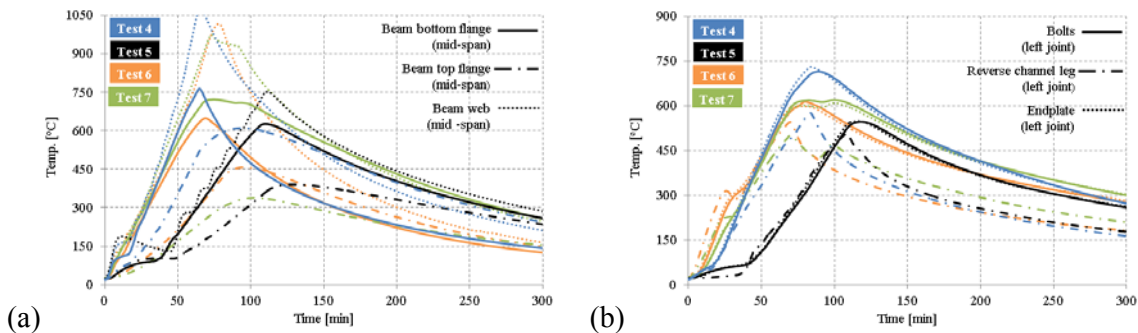 1050
900
750
600
450
300
150
0
Temp. [°C]
Test 4
Test 5
Test 6
Test 7
Beam bottom flange
(mid-span)
Beam top flange
(mid-span)
Beam web
(mid -span)
0 50 100 150 200 250 300
Time [min]
(a)
900
750
600
450
300
150
0
Temp. [°C]
Test 4
Test 5
Test 6
Test 7
Bolts
(left joint)
Reverse channel leg
(left joint)
Endplate
(left joint)
0 50 100 150 200 250 300
Time [min]
(b)